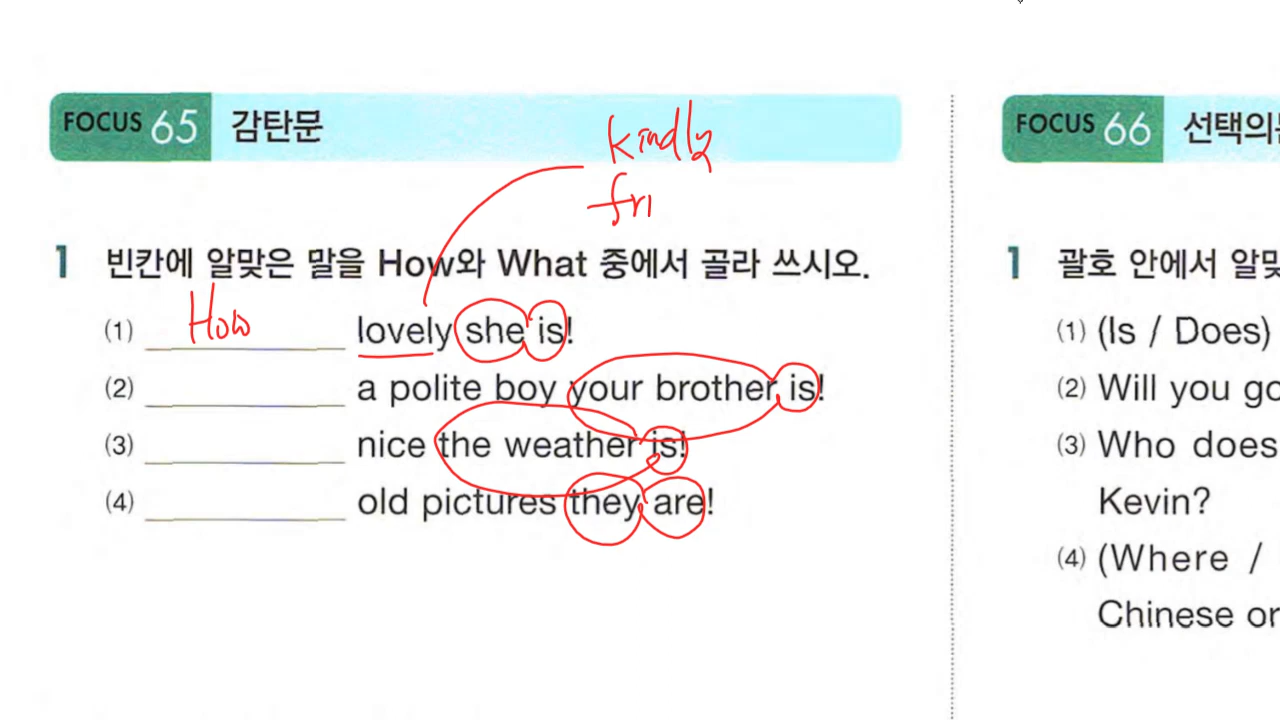 FOCUS 65 감탄문
kindly
fri
1 빈칸에 알맞은 말을 How와 What 중에서 골라 쓰시오.
(1) How lovely she is!
(2) a polite boy your brother is!
(3) nice the weather is!
(4) old pictures they are!
FOCUS 66 선택의
1 괄호 안에서 알맞
(1) (Is / Does)
(2) Will you go
(3) Who does
Kevin?
(4) (Where /
Chinese or